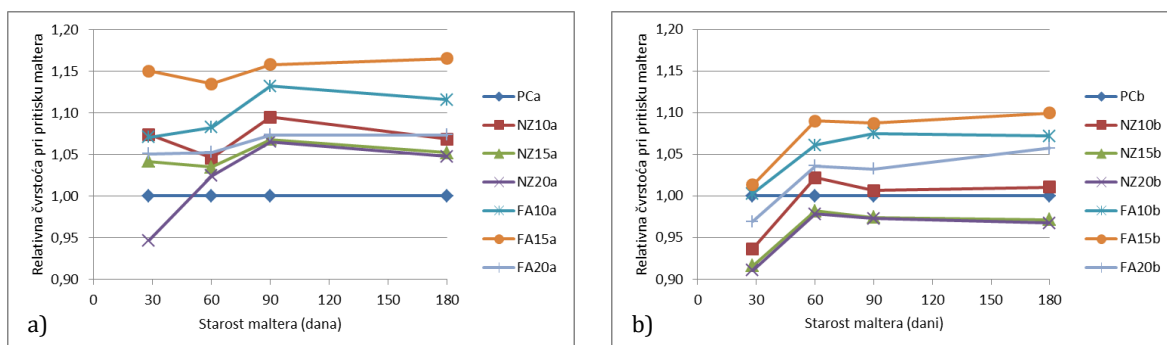 Relativna čvrstoća pri pritisku maltera
1,20
1,15
1,10
1,05
1,00
0,95
0,90
0 30 60 90 120 150 180
Starost maltera (dana)
PCa
NZ10a
NZ15a
NZ20a
FA10a
FA15a
FA20a
a)
Relativna čvrstoća pri pritisku maltera
1,20
1,15
1,10
1,05
1,00
0,95
0,90
0 30 60 90 120 150 180
Starost maltera (dani)
PCb
NZ10b
NZ15b
NZ20b
FA10b
FA15b
FA20b
b)